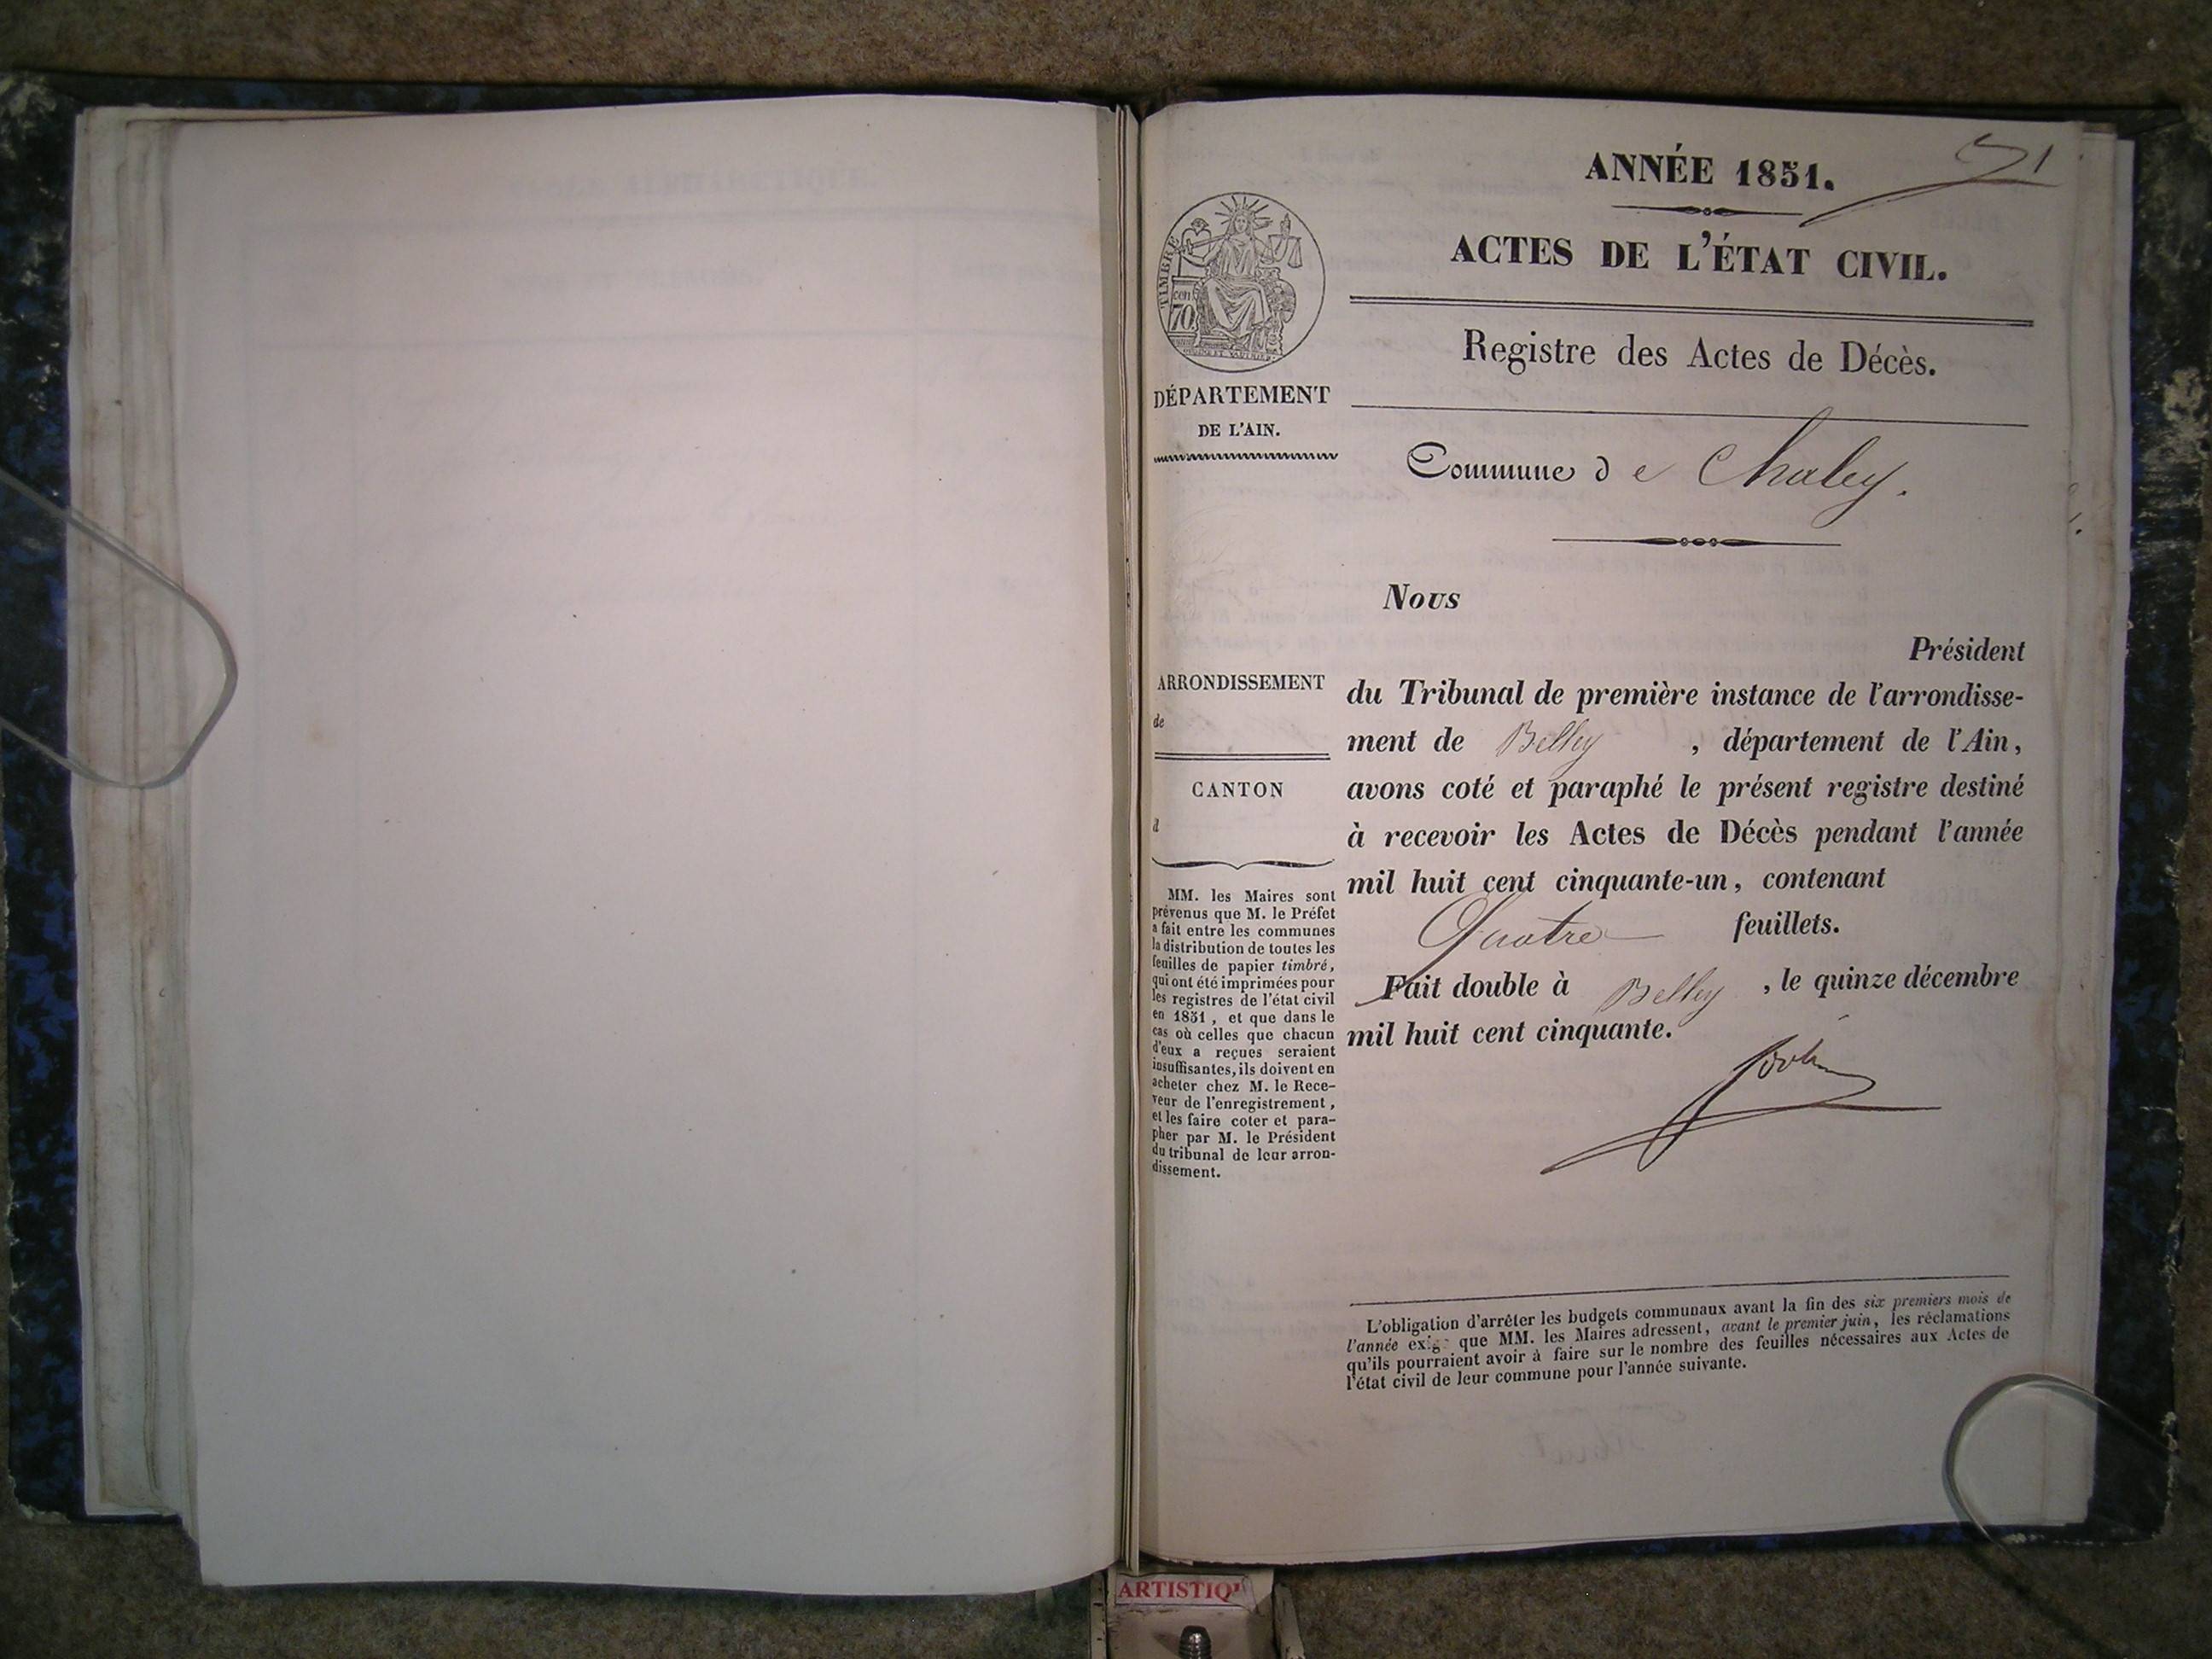 ANNÉE 1851.
51
ACTES DE L'ÉTAT CIVIL.
Registre des Actes de Décès.
TIMBRE
cen
70
DÉPARTEMENT
DE L'AIN.
Commune d e Chaley.
Nous
Président
du Tribunal de première instance de l'arrondisse-
ment de Belley , département de l'Ain,
avons coté et paraphé le présent registre destiné
à recevoir les Actes de Décès pendant l'année
mil huit cent cinquante-un, contenant
Quatre feuillets.
Fait double à Belley , le quinze décembre
mil huit cent cinquante.
ARRONDISSEMENT
de
CANTON
d
MM. les Maires sont
prévenus que M. le Préfet
a fait entre les communes
la distribution de toutes les
feuilles de papier timbré,
qui ont été imprimées pour
les registres de l'état civil
en 1851, et que dans le
cas où celles que chacun
d'eux a reçues seraient
insuffisantes, ils doivent en
acheter chez M. le Rece-
veur de l'enregistrement,
et les faire coter et para-
pher par M. le Président
du tribunal de leur arron-
dissement.
L'obligation d'arrêter les budgets communaux avant la fin des six premiers mois de
l'année exige que MM. les Maires adressent, avant le premier juin, les réclamations
qu'ils pourraient avoir à faire sur le nombre des feuilles nécessaires aux Actes de
l'état civil de leur commune pour l'année suivante.
ARTISTIQ